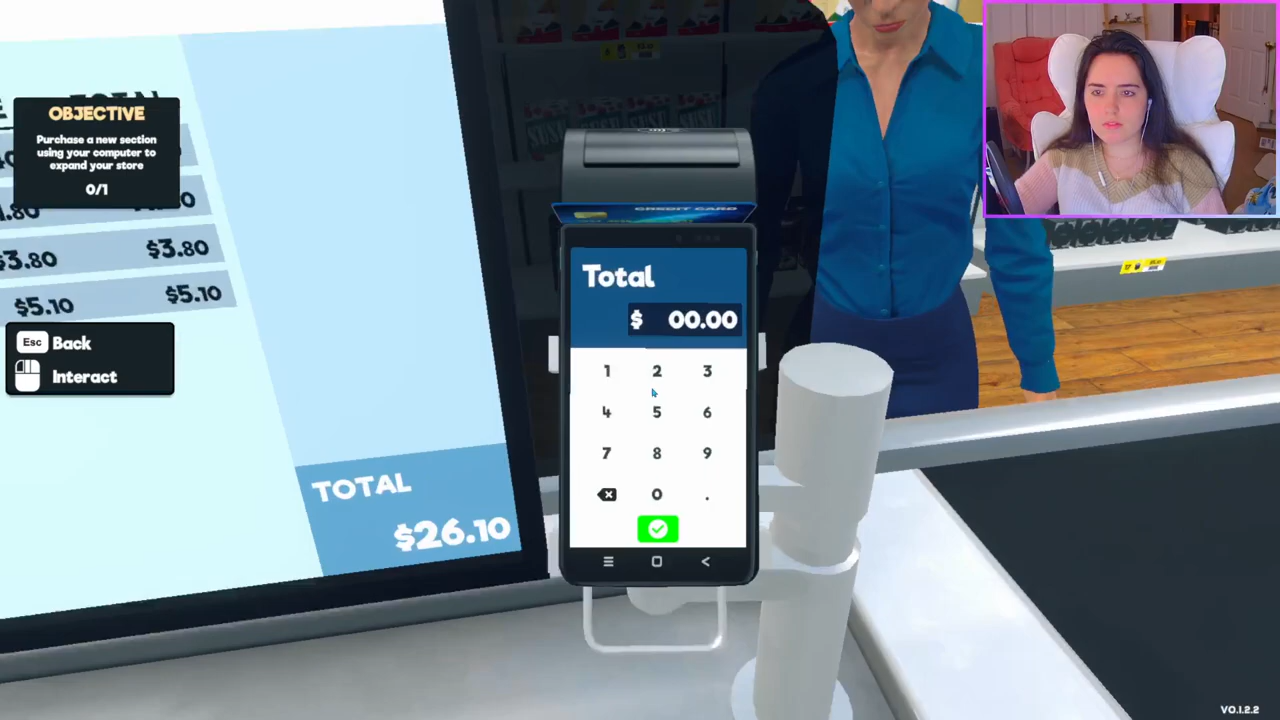 OBJECTIVE
Purchase a new section
using your computer to
expand your store
0/1
$3.80 $3.80
$5.10 $5.10
Esc Back
Interact
TOTAL
$26.10
CREDIT CARD
Total
$ 00.00
1 2 3
4 5 6
7 8 9
0 .
V0.1.2.2